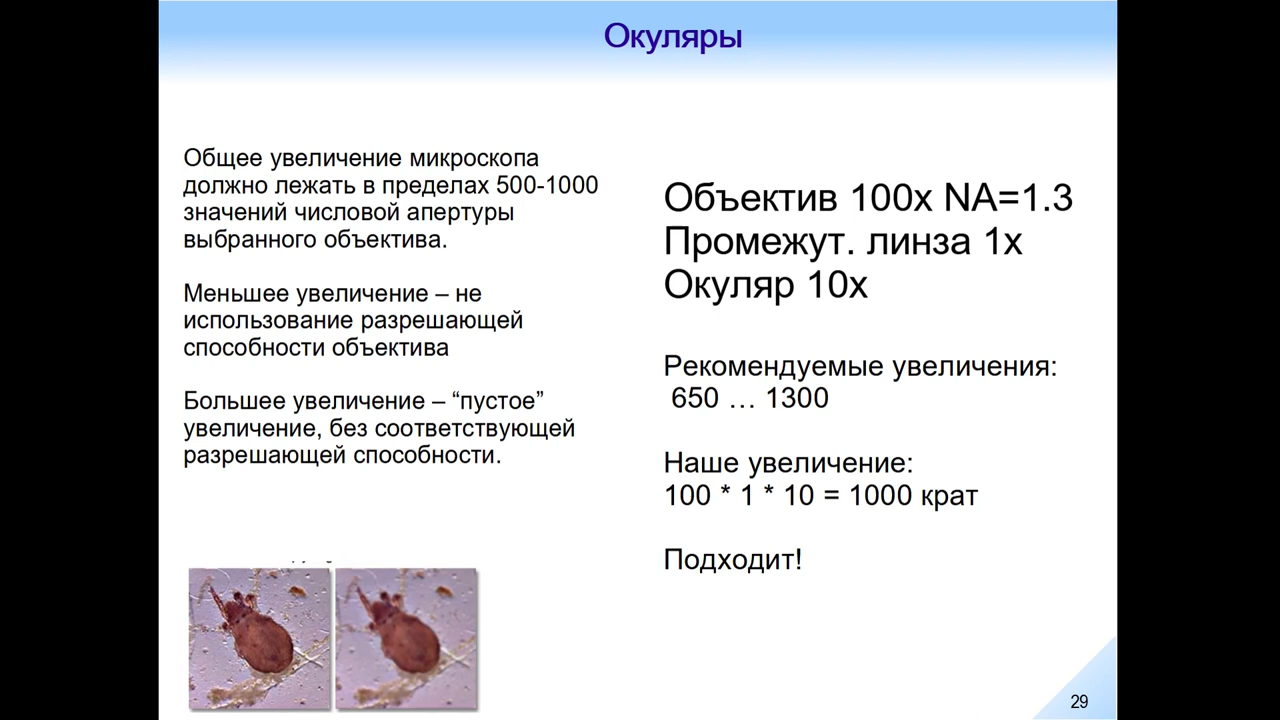 Окуляры
Общее увеличение микроскопа
должно лежать в пределах 500-1000
значений числовой апертуры
выбранного объектива.
Меньшее увеличение – не
использование разрешающей
способности объектива
Большее увеличение – “пустое”
увеличение, без соответствующей
разрешающей способности.
Объектив 100x NA=1.3
Промежут. линза 1x
Окуляр 10x
Рекомендуемые увеличения:
650 … 1300
Наше увеличение:
100 * 1 * 10 = 1000 крат
Подходит!
29